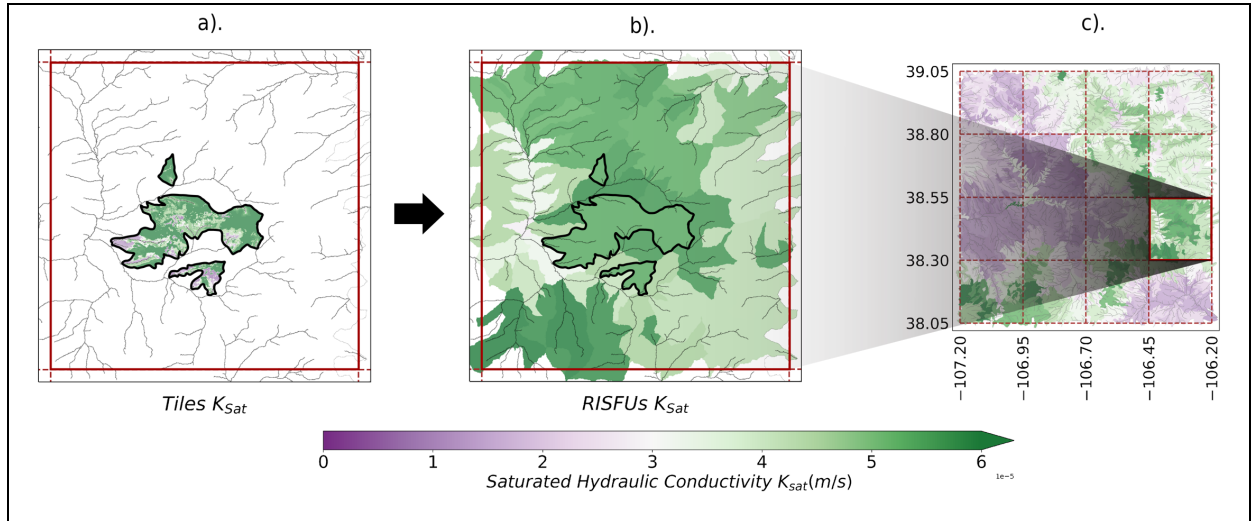 a).
b).
c).
39.05
38.80
38.55
38.30
38.05
−107.20
−106.95
−106.70
−106.45
−106.20
Tiles K_Sat
RISFUs K_Sat
0 1 2 3 4 5 6
1e−5
Saturated Hydraulic Conductivity K_sat(m/s)